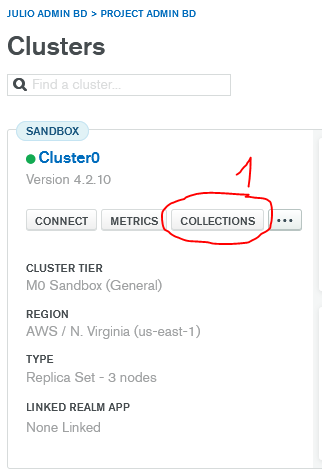 JULIO ADMIN BD > PROJECT ADMIN BD
Clusters
Find a cluster...
SANDBOX
Cluster0
Version 4.2.10
1
CONNECT METRICS COLLECTIONS ...
CLUSTER TIER
M0 Sandbox (General)
REGION
AWS / N. Virginia (us-east-1)
TYPE
Replica Set - 3 nodes
LINKED REALM APP
None Linked